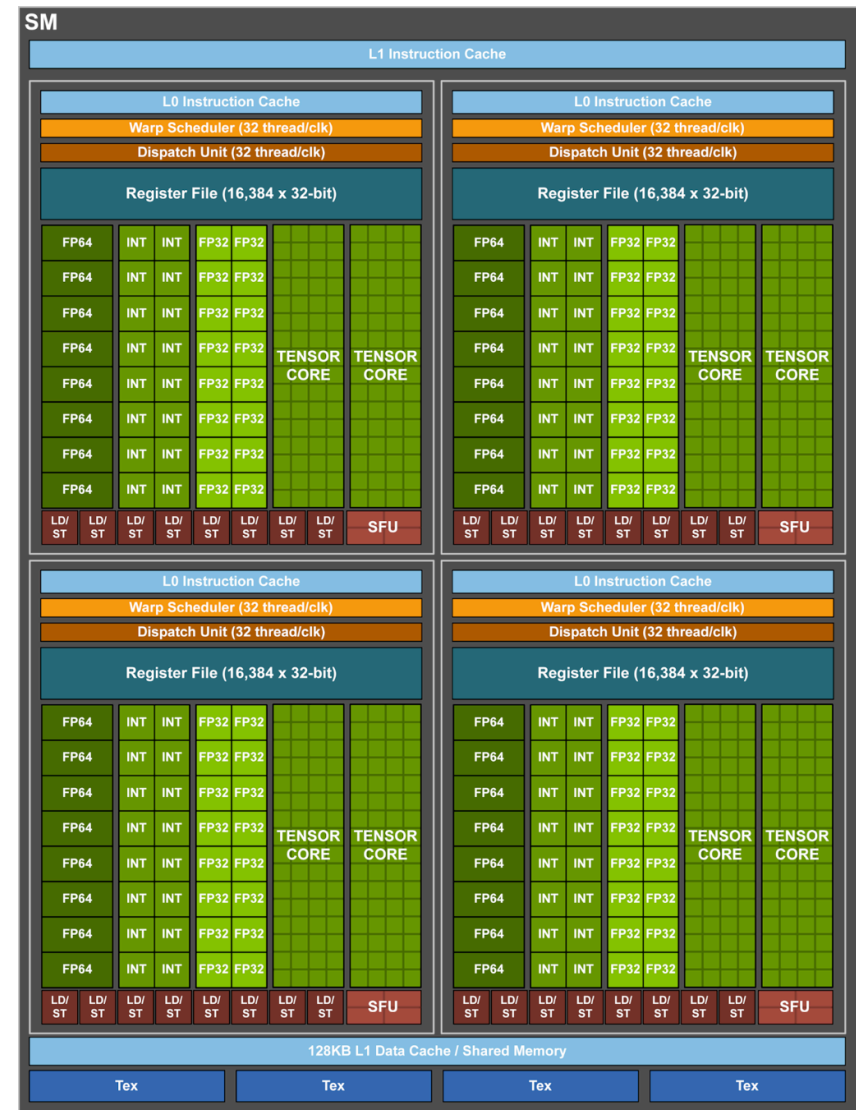 SM
L1 Instruction Cache
L0 Instruction Cache
Warp Scheduler (32 thread/clk)
Dispatch Unit (32 thread/clk)
Register File (16,384 x 32-bit)
FP64 INT INT FP32 FP32
FP64 INT INT FP32 FP32
FP64 INT INT FP32 FP32
FP64 INT INT FP32 FP32
TENSOR CORE
TENSOR CORE
FP64 INT INT FP32 FP32
FP64 INT INT FP32 FP32
FP64 INT INT FP32 FP32
FP64 INT INT FP32 FP32
LD/ST LD/ST LD/ST LD/ST LD/ST LD/ST LD/ST LD/ST SFU
L0 Instruction Cache
Warp Scheduler (32 thread/clk)
Dispatch Unit (32 thread/clk)
Register File (16,384 x 32-bit)
FP64 INT INT FP32 FP32
FP64 INT INT FP32 FP32
FP64 INT INT FP32 FP32
FP64 INT INT FP32 FP32
TENSOR CORE
TENSOR CORE
FP64 INT INT FP32 FP32
FP64 INT INT FP32 FP32
FP64 INT INT FP32 FP32
FP64 INT INT FP32 FP32
LD/ST LD/ST LD/ST LD/ST LD/ST LD/ST LD/ST LD/ST SFU
L0 Instruction Cache
Warp Scheduler (32 thread/clk)
Dispatch Unit (32 thread/clk)
Register File (16,384 x 32-bit)
FP64 INT INT FP32 FP32
FP64 INT INT FP32 FP32
FP64 INT INT FP32 FP32
FP64 INT INT FP32 FP32
TENSOR CORE
TENSOR CORE
FP64 INT INT FP32 FP32
FP64 INT INT FP32 FP32
FP64 INT INT FP32 FP32
FP64 INT INT FP32 FP32
LD/ST LD/ST LD/ST LD/ST LD/ST LD/ST LD/ST LD/ST SFU
L0 Instruction Cache
Warp Scheduler (32 thread/clk)
Dispatch Unit (32 thread/clk)
Register File (16,384 x 32-bit)
FP64 INT INT FP32 FP32
FP64 INT INT FP32 FP32
FP64 INT INT FP32 FP32
FP64 INT INT FP32 FP32
TENSOR CORE
TENSOR CORE
FP64 INT INT FP32 FP32
FP64 INT INT FP32 FP32
FP64 INT INT FP32 FP32
FP64 INT INT FP32 FP32
LD/ST LD/ST LD/ST LD/ST LD/ST LD/ST LD/ST LD/ST SFU
128KB L1 Data Cache / Shared Memory
Tex Tex Tex Tex